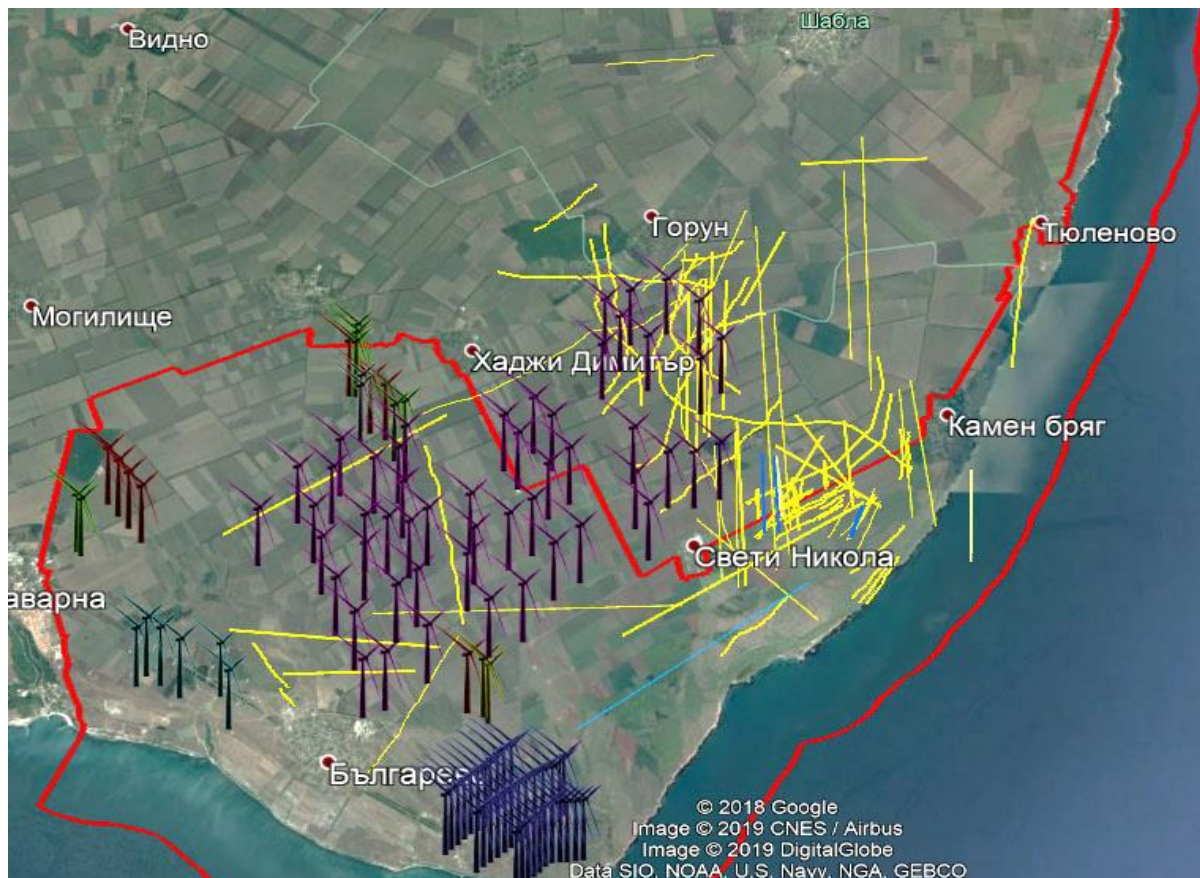 Шабла
Видно
Горун
Тюленово
Могилище
Хаджи Димитър
Камен бряг
Свети Никола
аварна
Българево
© 2018 Google
Image © 2019 CNES / Airbus
Image © 2019 DigitalGlobe
Data SIO, NOAA, U.S. Navy, NGA, GEBCO